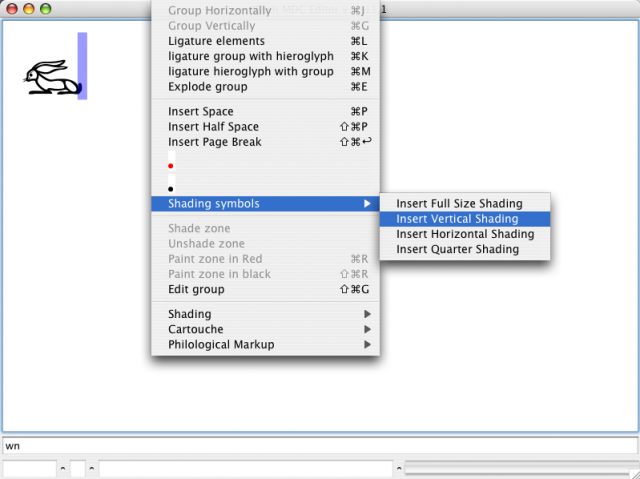 Group Horizontally ⌘J
Group Vertically ⌘G
Ligature elements ⌘L
ligature group with hieroglyph ⌘K
ligature hieroglyph with group ⌘M
Explode group ⌘E
Insert Space ⌘P
Insert Half Space ⇧⌘P
Insert Page Break ⇧⌘↩
Shading symbols ▶
Insert Full Size Shading
Insert Vertical Shading
Insert Horizontal Shading
Insert Quarter Shading
Shade zone
Unshade zone
Paint zone in Red ⌘R
Paint zone in black ⇧⌘R
Edit group ⇧⌘G
Shading ▶
Cartouche ▶
Philological Markup ▶
wn